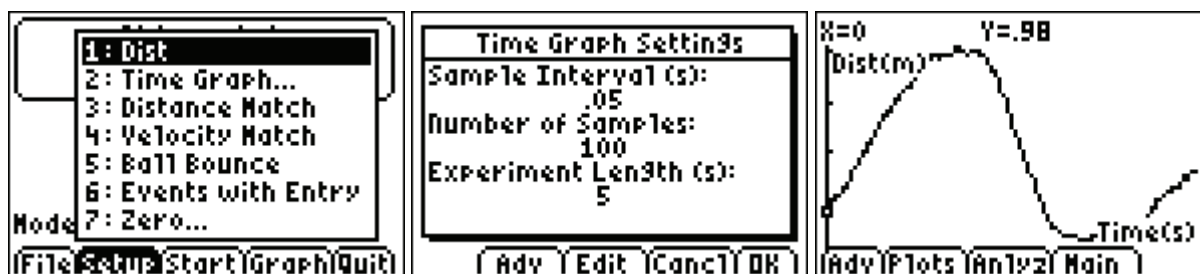 1: Dist
2: Time Graph...
3: Distance Match
4: Velocity Match
5: Ball Bounce
6: Events with Entry
7: Zero...
Mode
File Setup Start Graph Quit
Time Graph Settings
Sample Interval (s):
.05
Number of Samples:
100
Experiment Length (s):
5
Adv Edit Cancl OK
X=0 Y=.98
Dist(m)
Time(s)
Adv Plots Anlyz Main